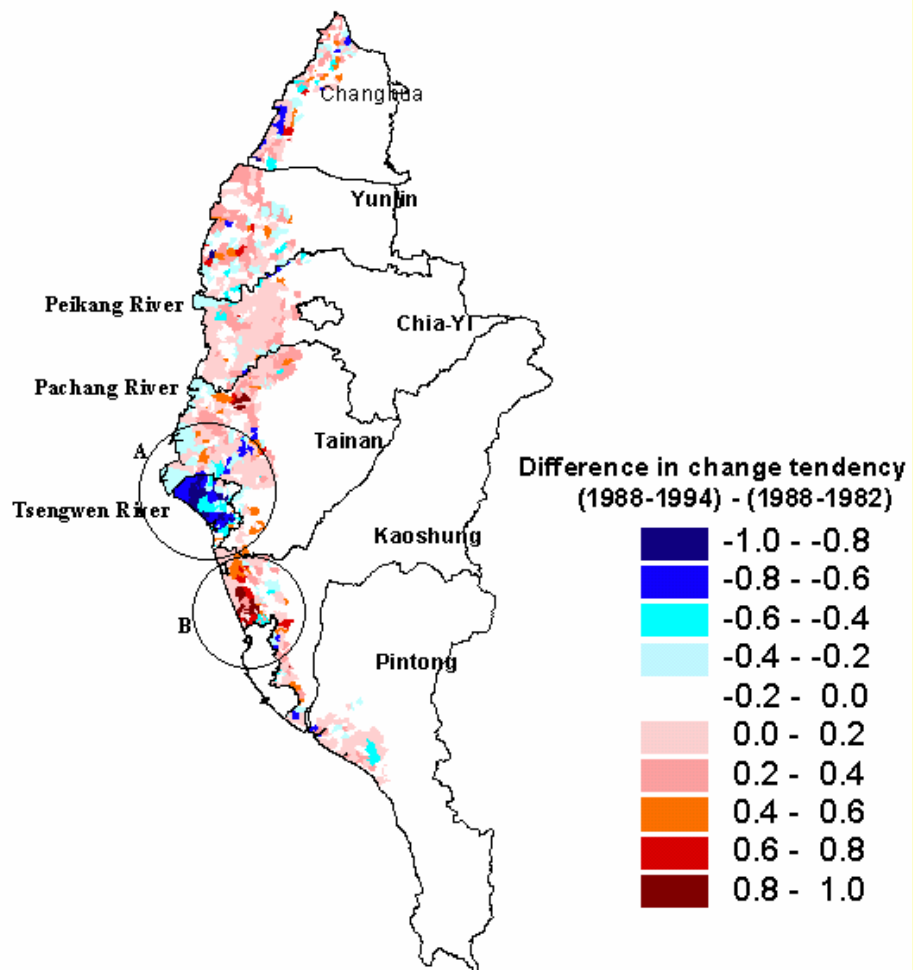 Changhua
Yunlin
Peikang River
Chia-YI
Pachang River
A
Tainan
Tsengwen River
Kaoshung
B
Pintong
Difference in change tendency
(1988-1994) - (1988-1982)
-1.0 - -0.8
-0.8 - -0.6
-0.6 - -0.4
-0.4 - -0.2
-0.2 - 0.0
0.0 - 0.2
0.2 - 0.4
0.4 - 0.6
0.6 - 0.8
0.8 - 1.0